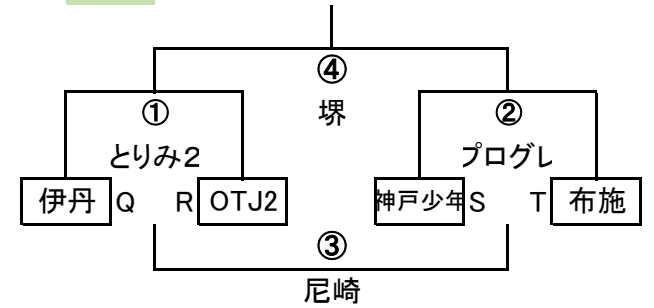 ④
① 堺 ②
とりみ2 プログレ
伊丹 Q R OTJ2 神戸少年 S T 布施
③
尼崎